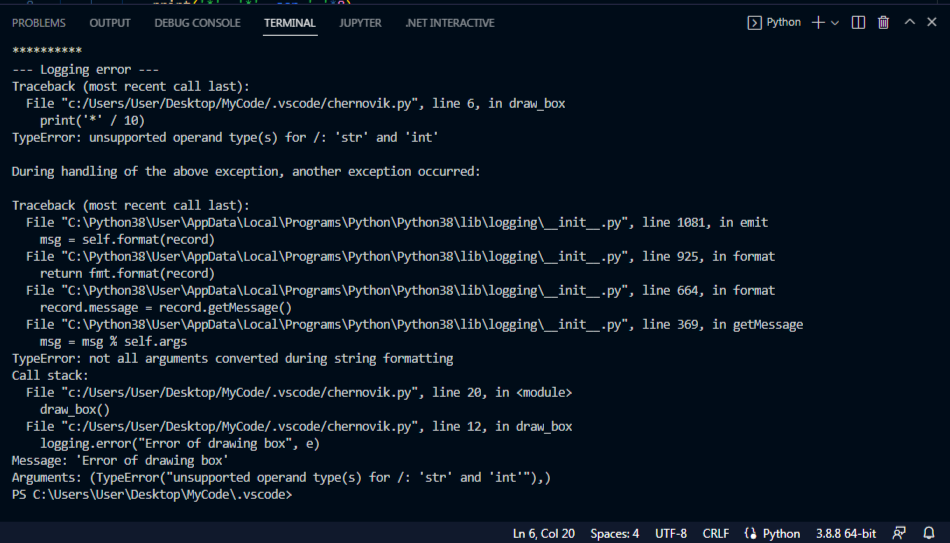 PROBLEMS OUTPUT DEBUG CONSOLE TERMINAL JUPYTER .NET INTERACTIVE Python
**********
--- Logging error ---
Traceback (most recent call last):
  File "c:/Users/User/Desktop/MyCode/.vscode/chernovik.py", line 6, in draw_box
    print('*' / 10)
TypeError: unsupported operand type(s) for /: 'str' and 'int'
During handling of the above exception, another exception occurred:
Traceback (most recent call last):
  File "C:\Python38\User\AppData\Local\Programs\Python\Python38\lib\logging\__init__.py", line 1081, in emit
    msg = self.format(record)
  File "C:\Python38\User\AppData\Local\Programs\Python\Python38\lib\logging\__init__.py", line 925, in format
    return fmt.format(record)
  File "C:\Python38\User\AppData\Local\Programs\Python\Python38\lib\logging\__init__.py", line 664, in format
    record.message = record.getMessage()
  File "C:\Python38\User\AppData\Local\Programs\Python\Python38\lib\logging\__init__.py", line 369, in getMessage
    msg = msg % self.args
TypeError: not all arguments converted during string formatting
Call stack:
  File "c:/Users/User/Desktop/MyCode/.vscode/chernovik.py", line 20, in <module>
    draw_box()
  File "c:/Users/User/Desktop/MyCode/.vscode/chernovik.py", line 12, in draw_box
    logging.error("Error of drawing box", e)
Message: 'Error of drawing box'
Arguments: (TypeError("unsupported operand type(s) for /: 'str' and 'int'"),)
PS C:\Users\User\Desktop\MyCode\.vscode>
Ln 6, Col 20 Spaces: 4 UTF-8 CRLF Python 3.8.8 64-bit